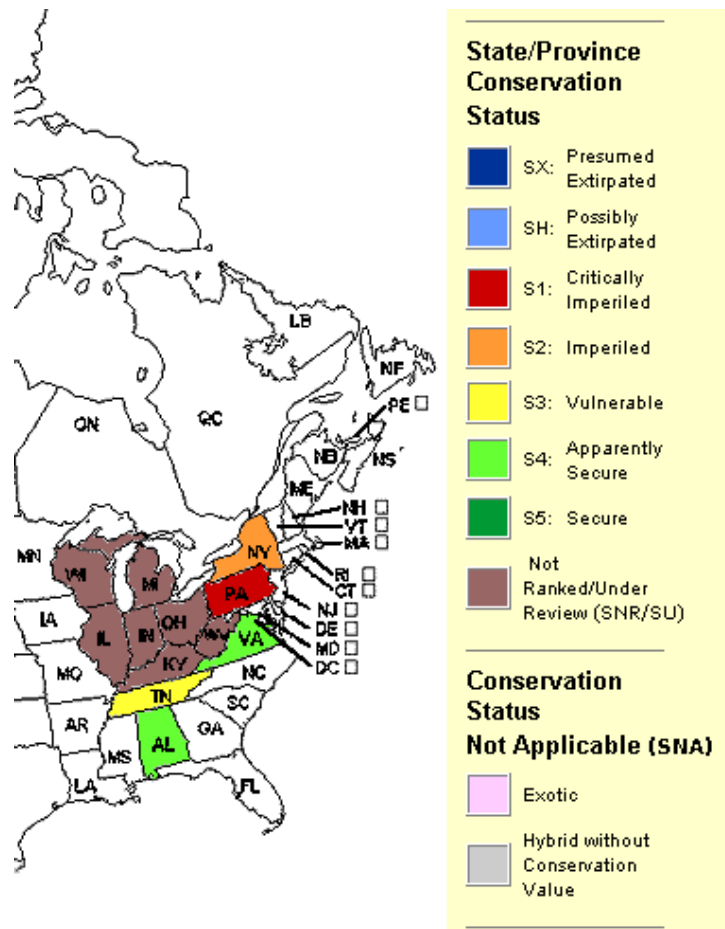 LB
NF
PE
ON
QC
NB
NS
ME
NH
VT
MA
MN
WI
MI
NY
RI
CT
PA
NJ
IA
IL
IN
OH
WV
VA
DE
MD
DC
MO
KY
NC
TN
AR
SC
MS
AL
GA
LA
FL
State/Province
Conservation
Status
SX: Presumed
Extirpated
SH: Possibly
Extirpated
S1: Critically
Imperiled
S2: Imperiled
S3: Vulnerable
S4: Apparently
Secure
S5: Secure
Not
Ranked/Under
Review (SNR/SU)
Conservation
Status
Not Applicable (SNA)
Exotic
Hybrid without
Conservation
Value